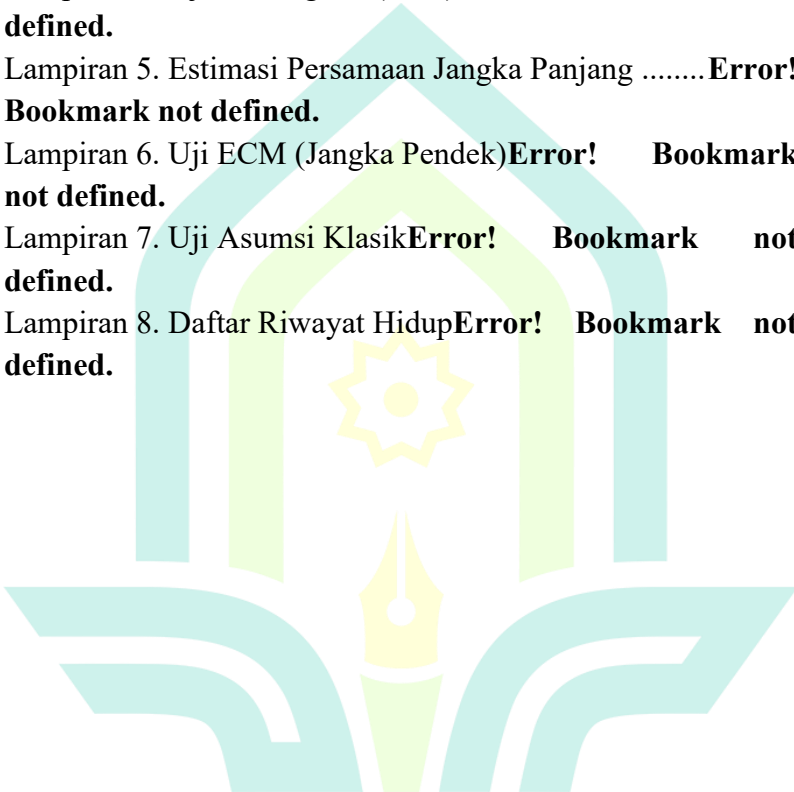 defined.
Lampiran 5. Estimasi Persamaan Jangka Panjang ........Error!
Bookmark not defined.
Lampiran 6. Uji ECM (Jangka Pendek)Error! Bookmark
not defined.
Lampiran 7. Uji Asumsi KlasikError! Bookmark not
defined.
Lampiran 8. Daftar Riwayat HidupError! Bookmark not
defined.